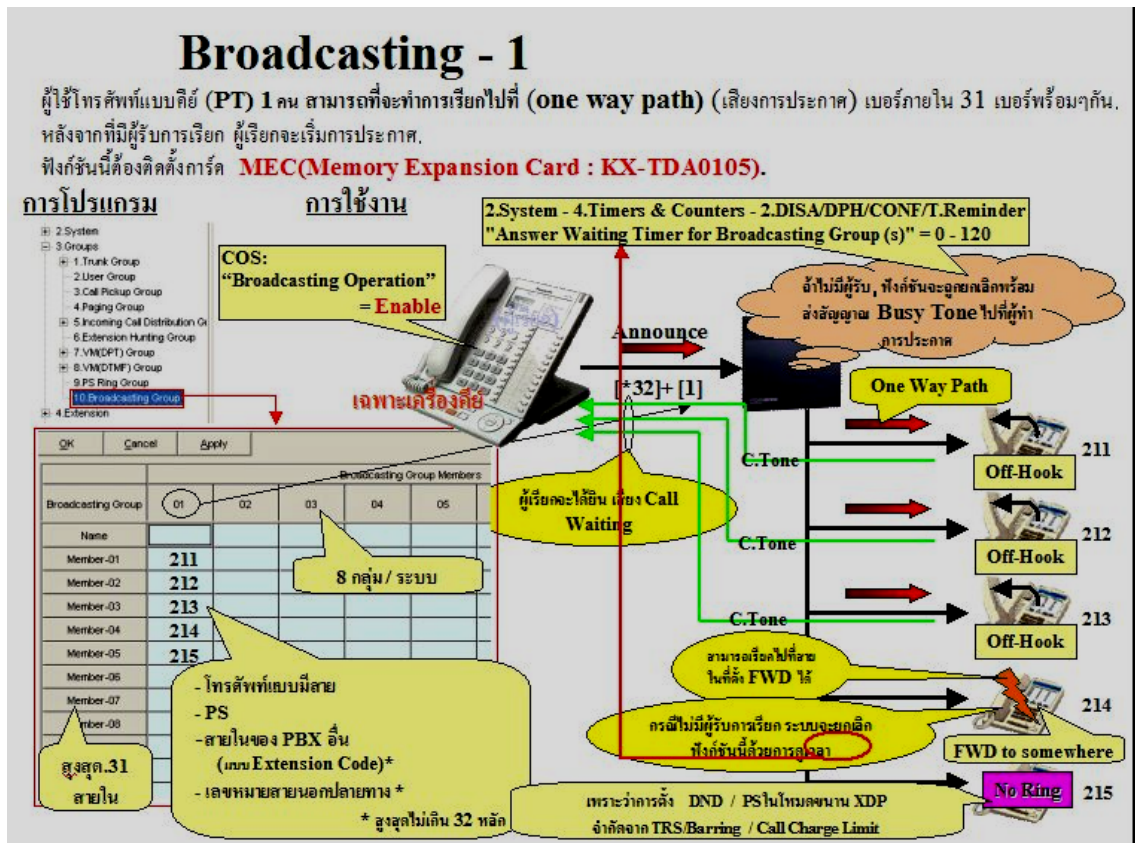 Broadcasting - 1
ผู้ใช้โทรศัพท์แบบคีย์ (PT) 1 คน สามารถที่จะทำการเรียกไปที่ (one way path) (เสียงการประกาศ) เบอร์ภายใน 31 เบอร์พร้อมๆกัน.
หลังจากที่มีผู้รับการเรียก ผู้เรียกจะเริ่มการประกาศ.
ฟังก์ชันนี้ต้องติดตั้งการ์ด MEC(Memory Expansion Card : KX-TDA0105).
การโปรแกรม
การใช้งาน
2.System - 4.Timers & Counters - 2.DISA/DPH/CONF/T.Reminder
"Answer Waiting Timer for Broadcasting Group (s)" = 0 - 120
2.System
3.Groups
1.Trunk Group
2.User Group
3.Call Pickup Group
4.Paging Group
5.Incoming Call Distribution Gr
6.Extension Hunting Group
7.VM(DPT) Group
8.VM(DTMF) Group
9.PS Ring Group
10.Broadcasting Group
4.Extension
COS:
“Broadcasting Operation”
= Enable
(ผู้เรียก)
เฉพาะเครื่องคีย์
Announce
[*32]+ [1]
ถ้าไม่มีผู้รับ, ฟังก์ชันจะถูกยกเลิกพร้อม
ส่งสัญญาณ Busy Tone ไปที่ผู้ทำ
การประกาศ
One Way Path
C.Tone
211
Off-Hook
C.Tone
212
Off-Hook
C.Tone
213
Off-Hook
ผู้เรียกจะได้ยิน เสียง Call
Waiting
OK Cancel Apply
Broadcasting Group Members
Broadcasting Group 01 02 03 04 05
Name
Member-01 211
Member-02 212
Member-03 213
Member-04 214
Member-05 215
Member-06
Member-07
mber-08
8 กลุ่ม / ระบบ
- โทรศัพท์แบบมีสาย
- PS
-สายในของ PBX อื่น
(แบบ Extension Code)*
- เลขหมายสายนอกปลายทาง *
* สูงสุดไม่เกิน 32 หลัก
สูงสุด.31
สายใน
สามารถเรียกไปที่สาย
ในที่ตั้ง FWD ได้
214
กรณีไม่มีผู้รับการเรียก ระบบจะยกเลิก
ฟังก์ชันนี้ด้วยการดูเวลา
FWD to somewhere
No Ring
215
เพราะว่าการตั้ง DND / PSในโหมดขนาน XDP
จำกัดจาก TRS/Barring / Call Charge Limit